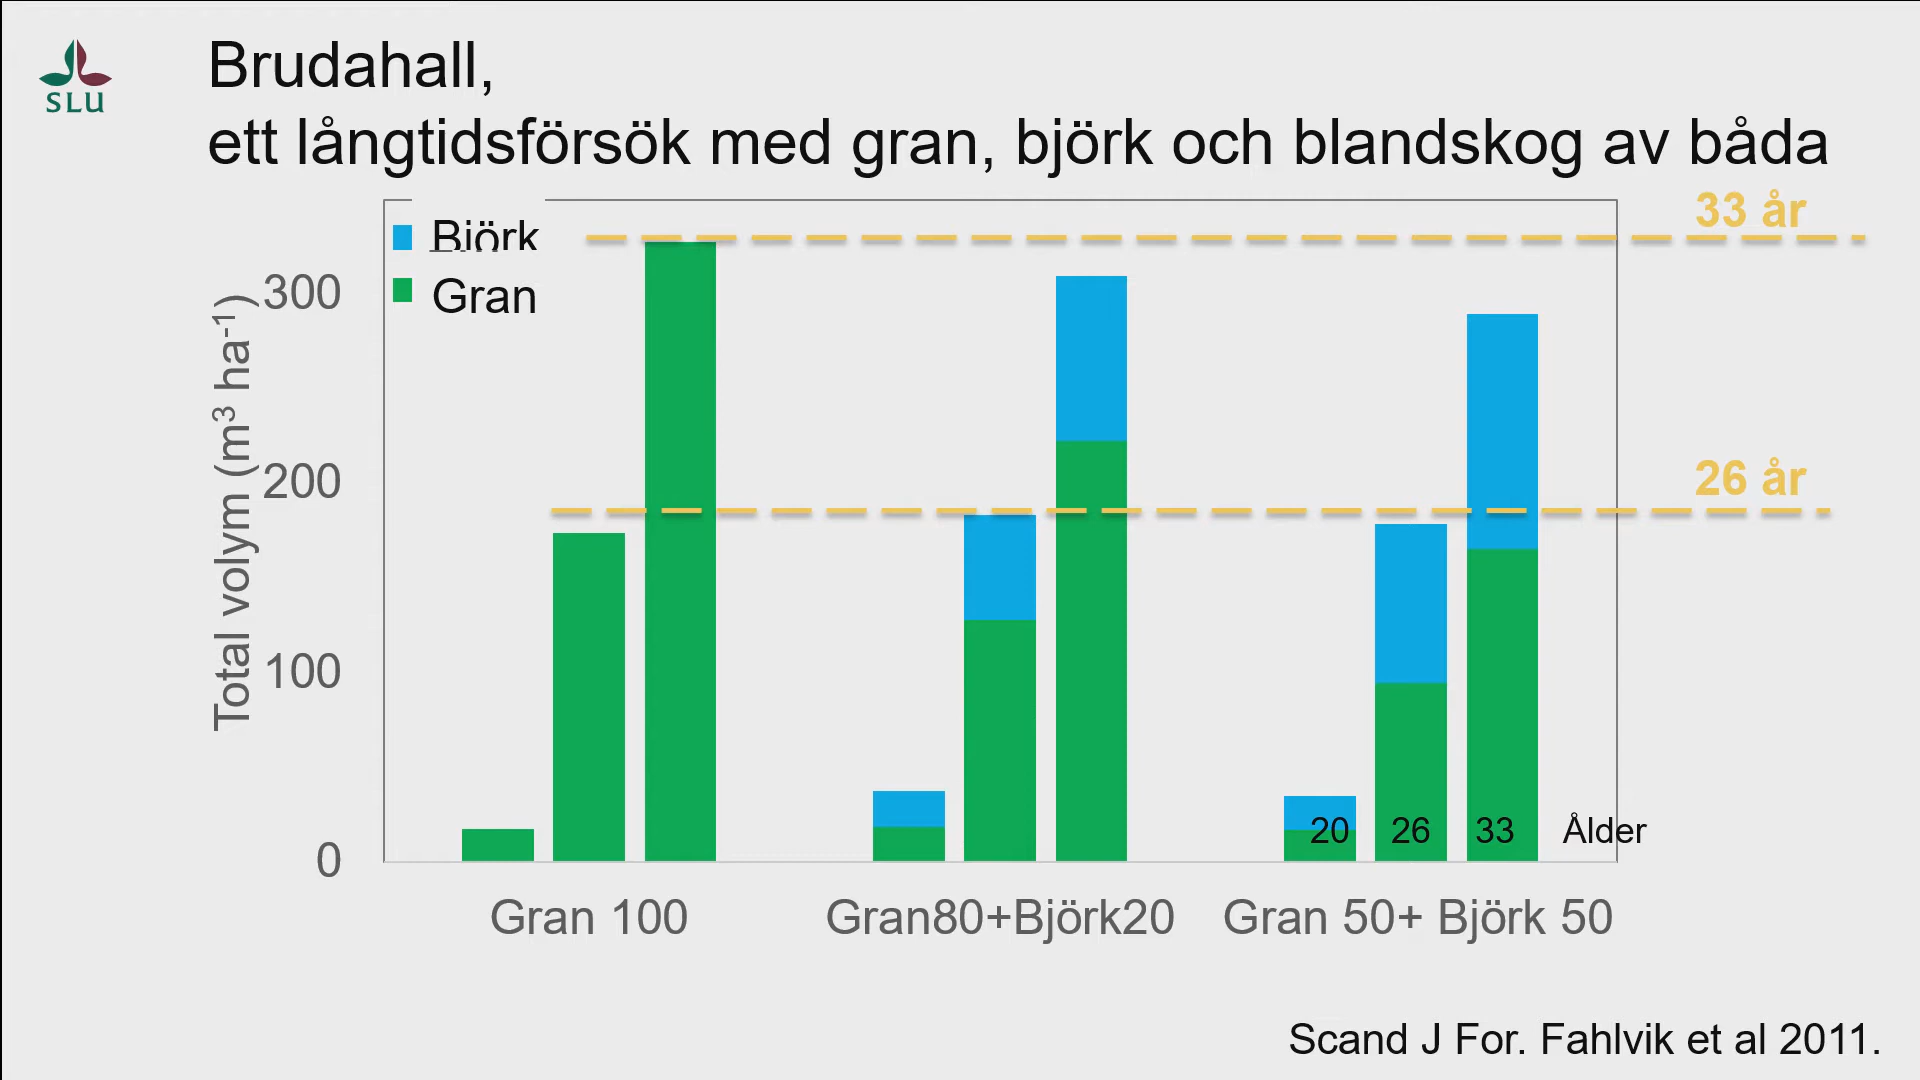 SLU
Brudahall,
ett långtidsförsök med gran, björk och blandskog av båda
33 år
Björk
Gran
300
200
100
0
Total volym (m³ ha⁻¹)
26 år
20 26 33 Ålder
Gran 100
Gran80+Björk20
Gran 50+ Björk 50
Scand J For. Fahlvik et al 2011.